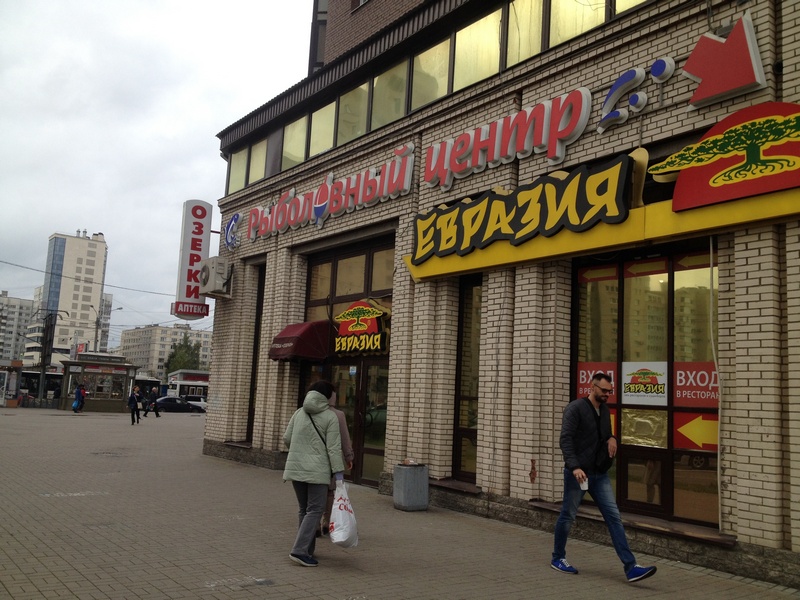 Рыболовный центр
ЕВРАЗИЯ
ОЗЕРКИ
АПТЕКА
ЕВРАЗИЯ
ВХОД
ЕВРАЗИЯ
ВХОД
В РЕСТОРАН